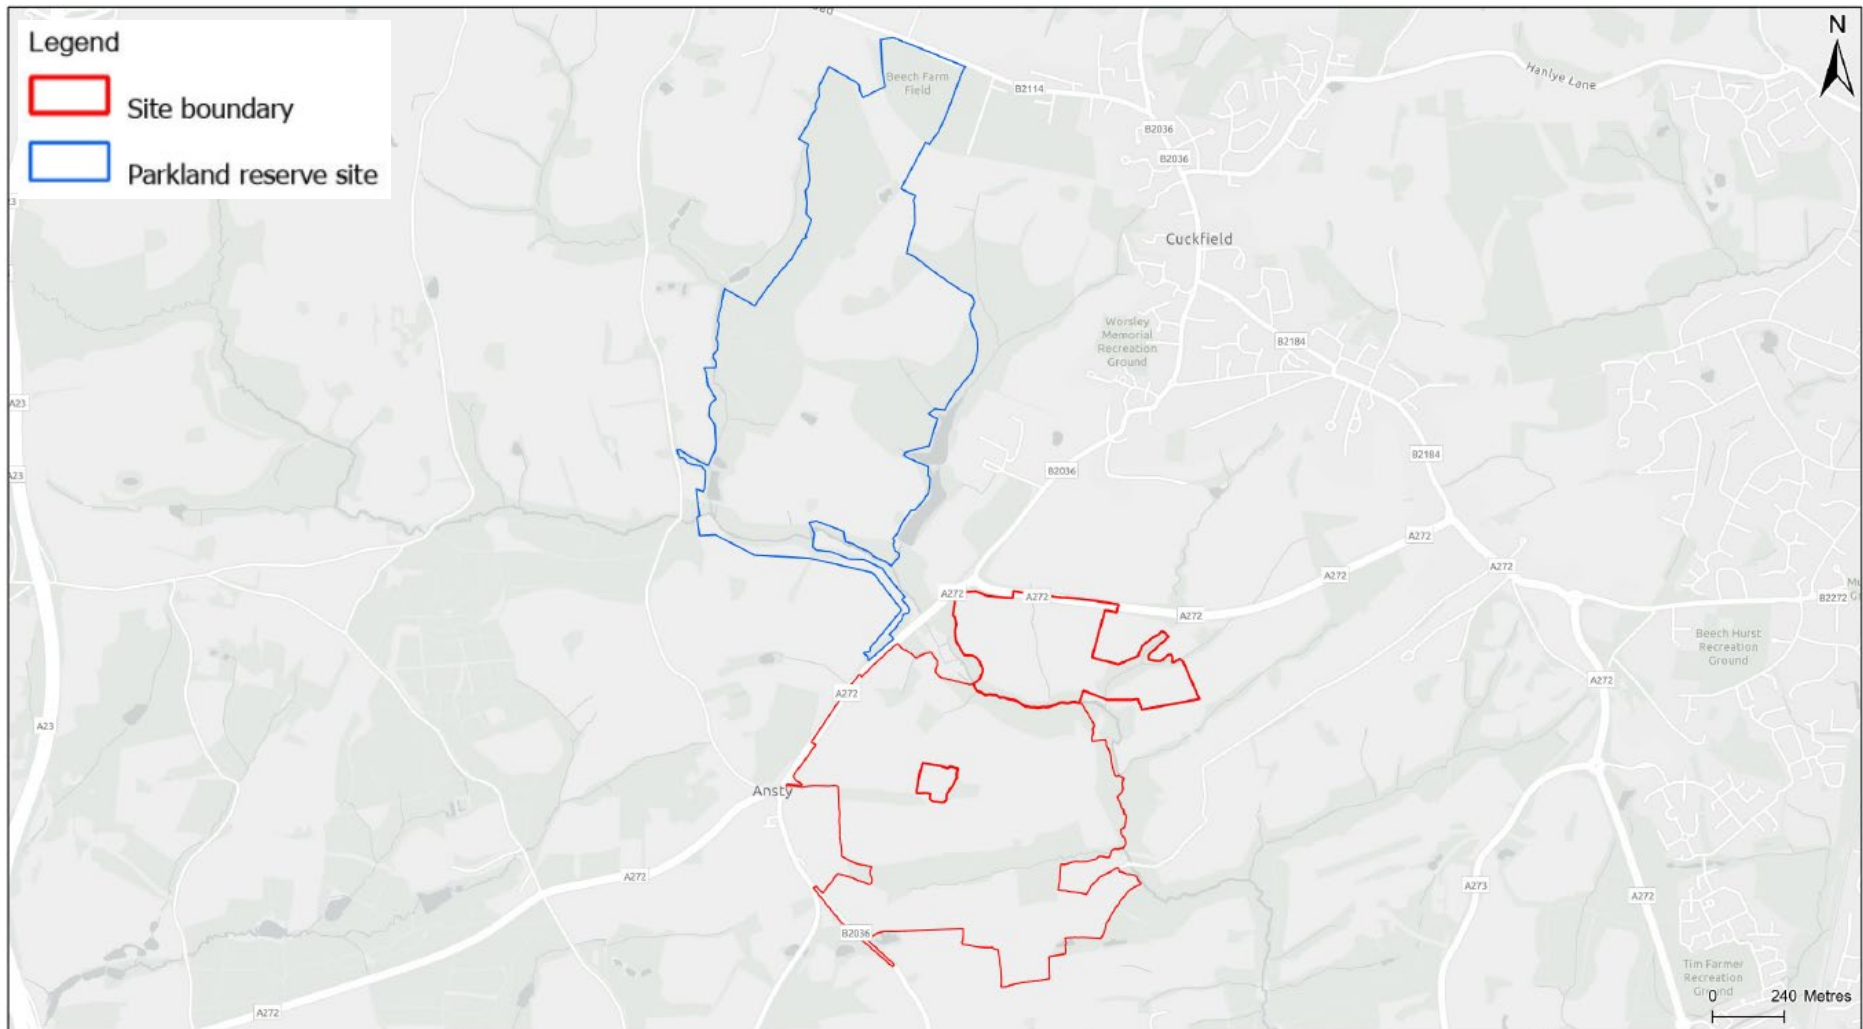 Legend
Site boundary
Parkland reserve site
N
Beech Farm
Field
B2114
Hanlye Lane
B2036
B2036
Cuckfield
Worsley
Memorial
Recreation
Ground
B2184
A23
B2184
B2036
A23
A272
A272
A272
A272
A272
A272
B2272
Beech Hurst
Recreation
Ground
A272
A272
A23
Ansty
A272
A273
A272
B2036
Tim Farmer
Recreation
Ground
0 240 Metres
A272